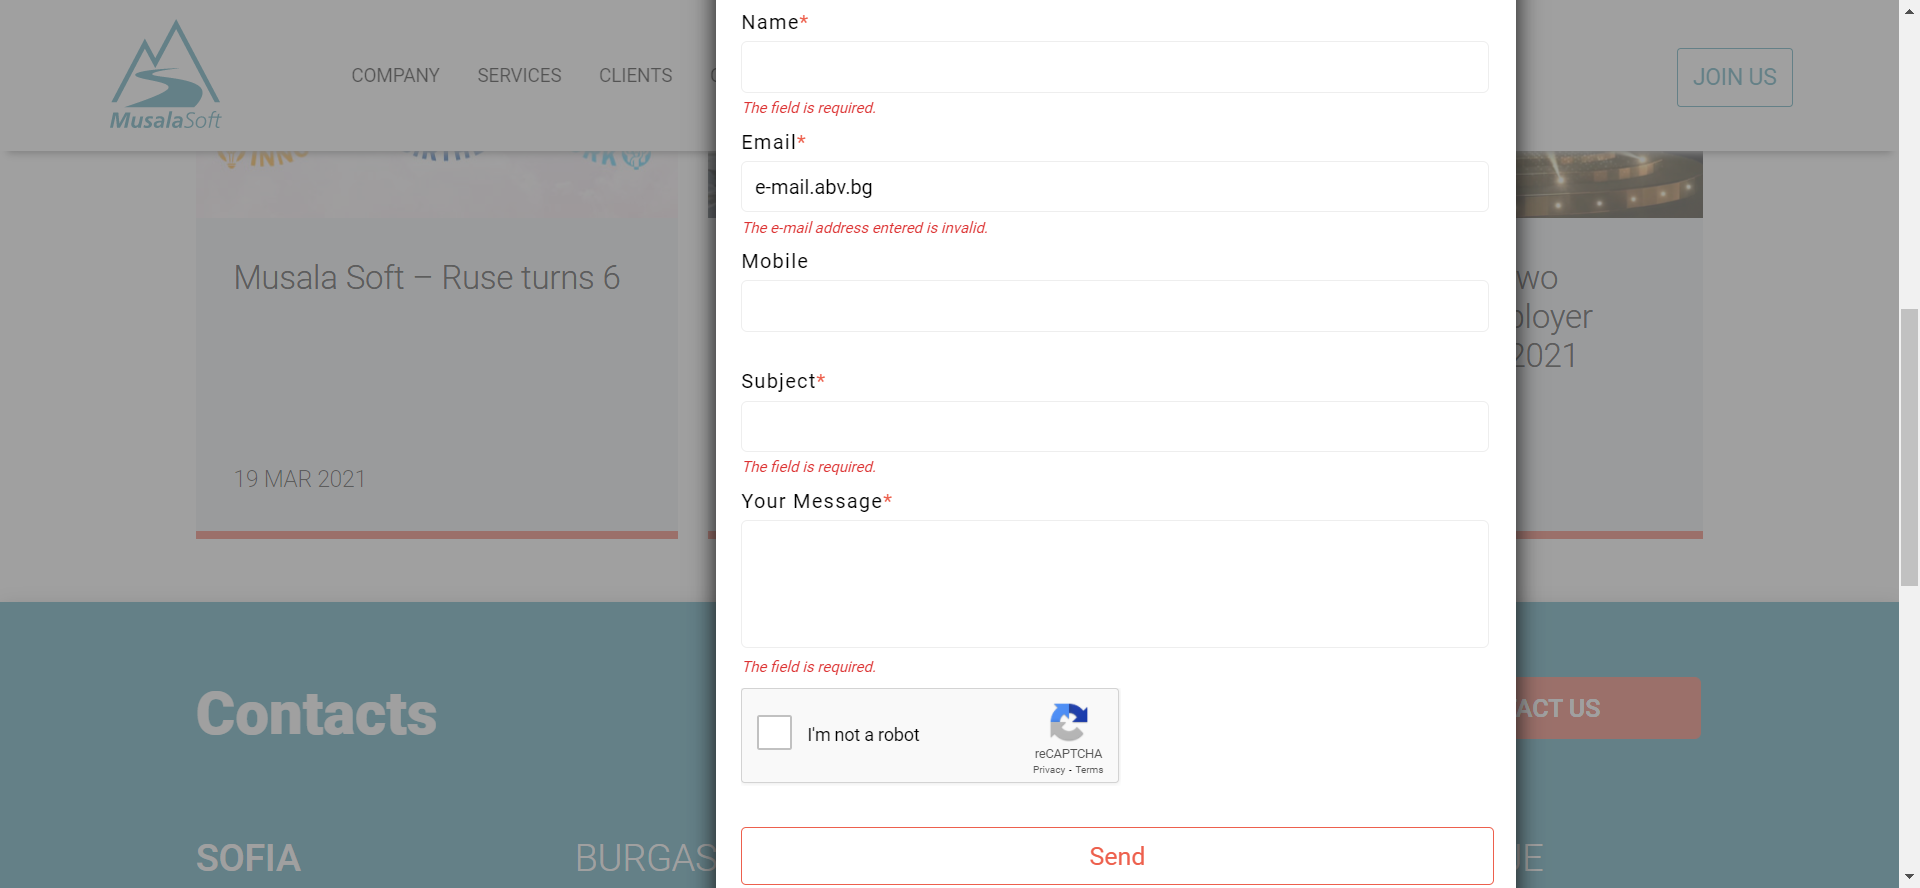 MusalaSoft
COMPANY SERVICES CLIENTS
JOIN US
Name*
The field is required.
Email*
e-mail.abv.bg
The e-mail address entered is invalid.
Mobile
Subject*
The field is required.
Your Message*
The field is required.
I'm not a robot
reCAPTCHA
Privacy - Terms
Send
Musala Soft – Ruse turns 6
19 MAR 2021
2021
Contacts
ACT US
SOFIA
BURGAS